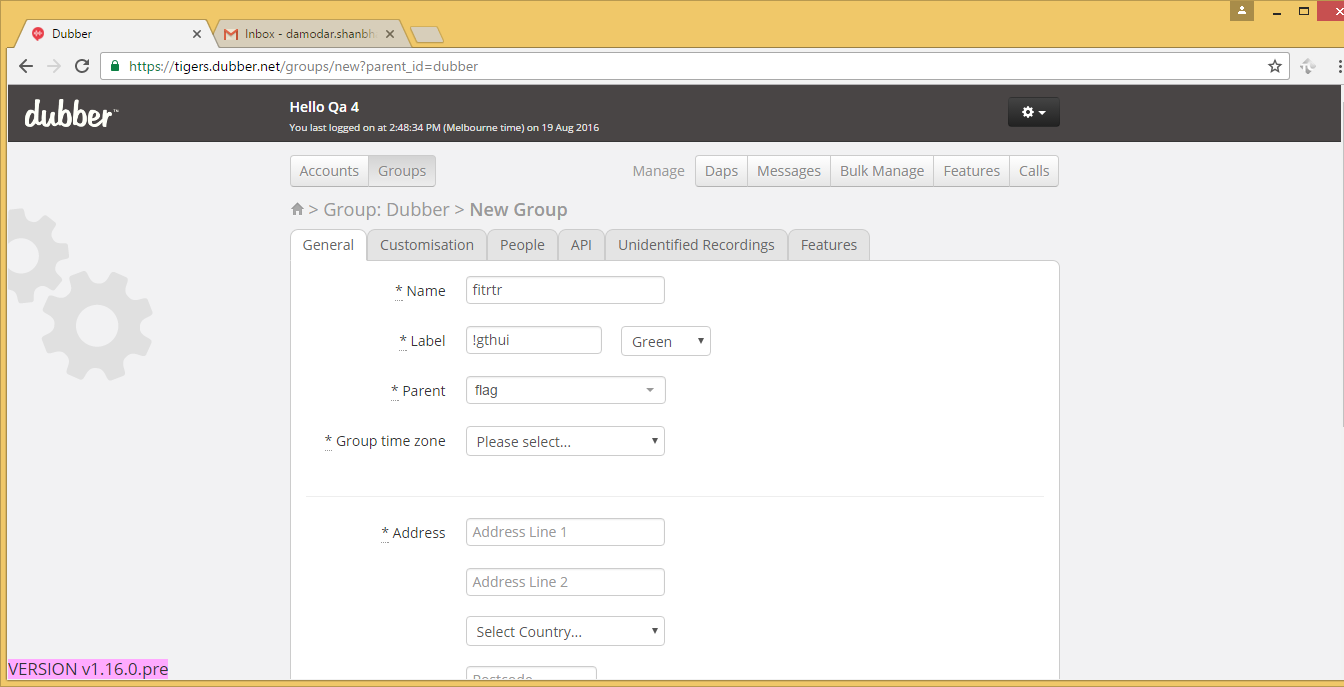 Dubber
Inbox - damodar.shanbh
https://tigers.dubber.net/groups/new?parent_id=dubber
dubber™
Hello Qa 4
You last logged on at 2:48:34 PM (Melbourne time) on 19 Aug 2016
Accounts Groups Manage Daps Messages Bulk Manage Features Calls
> Group: Dubber > New Group
General Customisation People API Unidentified Recordings Features
* Name fitrtr
* Label !gthui Green
* Parent flag
* Group time zone Please select...
* Address Address Line 1
Address Line 2
Select Country...
Postcode
VERSION v1.16.0.pre